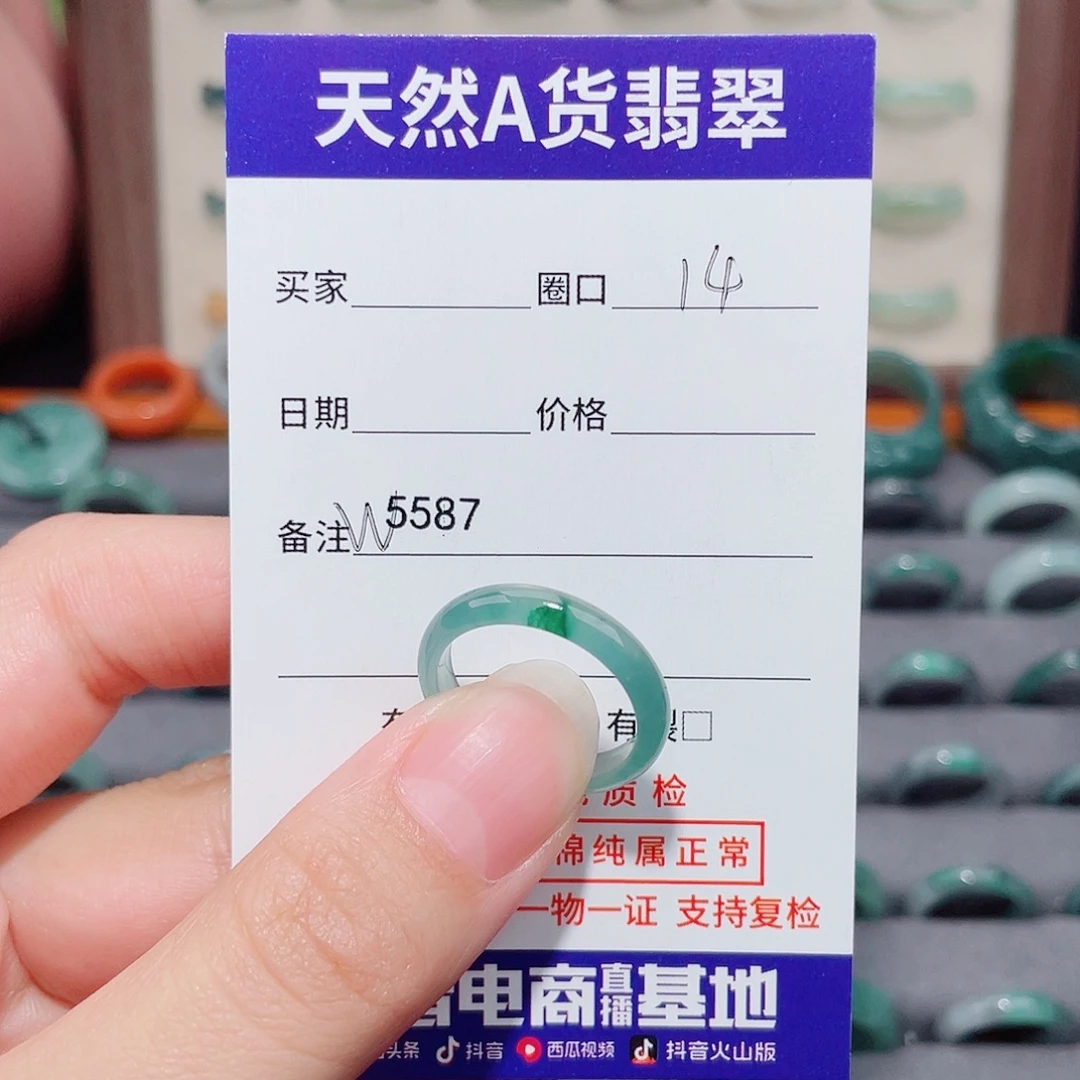 天然A货翡翠
买家 圈口 14
日期 价格
备注 W5587
有
质检
棉纯属正常
一物一证 支持复检
电商直播基地
头条 抖音 西瓜视频 抖音火山版